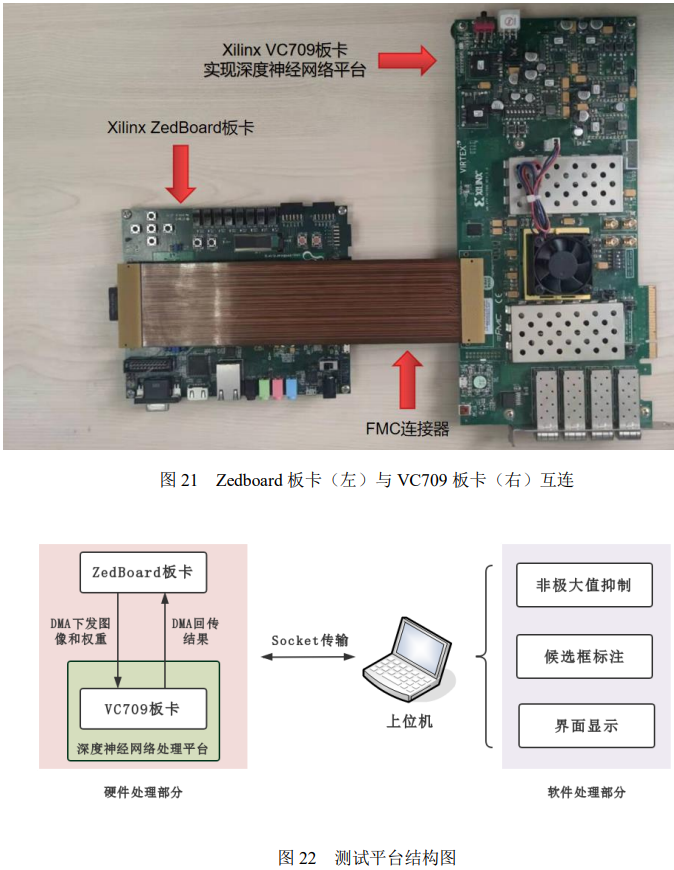 Xilinx VC709板卡
实现深度神经网络平台
Xilinx ZedBoard板卡
VIRTEX
XILINX
FMC
FMC连接器
图 21 Zedboard 板卡（左）与 VC709 板卡（右）互连
ZedBoard板卡
DMA下发图
像和权重
DMA回传
结果
VC709板卡
深度神经网络处理平台
硬件处理部分
Socket传输
上位机
非极大值抑制
候选框标注
界面显示
软件处理部分
图 22 测试平台结构图